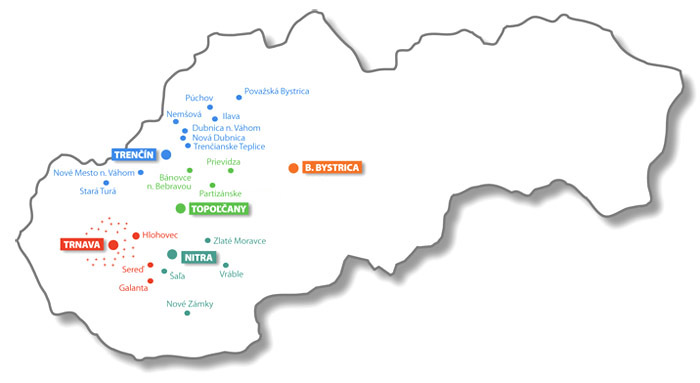 Považská Bystrica
Púchov
Ilava
Nemšová
Dubnica n. Váhom
Nová Dubnica
Trenčianske Teplice
TRENČÍN
Prievidza
B. BYSTRICA
Nové Mesto n. Váhom
Bánovce
n. Bebravou
Stará Turá
Partizánske
TOPOĽČANY
Hlohovec
TRNAVA
Zlaté Moravce
NITRA
Sereď
Šaľa
Vráble
Galanta
Nové Zámky